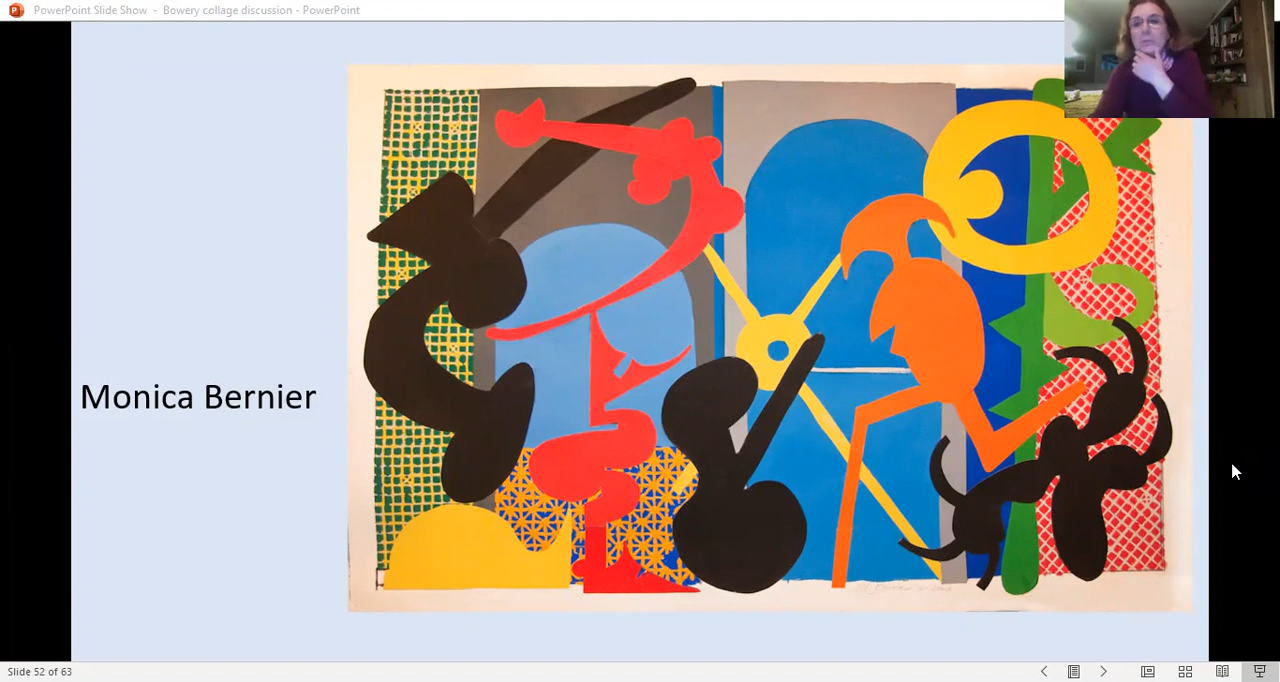 PowerPoint Slide Show - Bowery collage discussion - PowerPoint
Monica Bernier
Slide 52 of 63